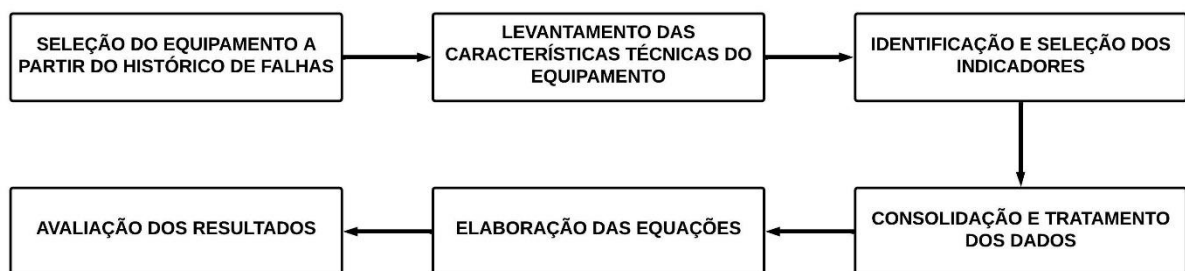 SELEÇÃO DO EQUIPAMENTO A
PARTIR DO HISTÓRICO DE FALHAS
LEVANTAMENTO DAS
CARACTERÍSTICAS TÉCNICAS DO
EQUIPAMENTO
IDENTIFICAÇÃO E SELEÇÃO DOS
INDICADORES
CONSOLIDAÇÃO E TRATAMENTO
DOS DADOS
ELABORAÇÃO DAS EQUAÇÕES
AVALIAÇÃO DOS RESULTADOS